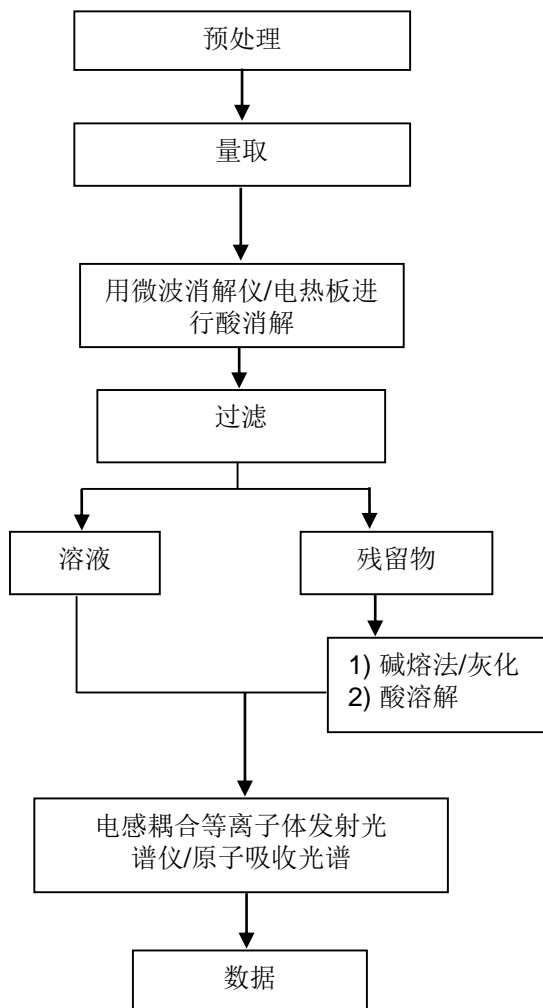 预处理
量取
用微波消解仪/电热板进
行酸消解
过滤
溶液
残留物
1) 碱熔法/灰化
2) 酸溶解
电感耦合等离子体发射光
谱仪/原子吸收光谱
数据